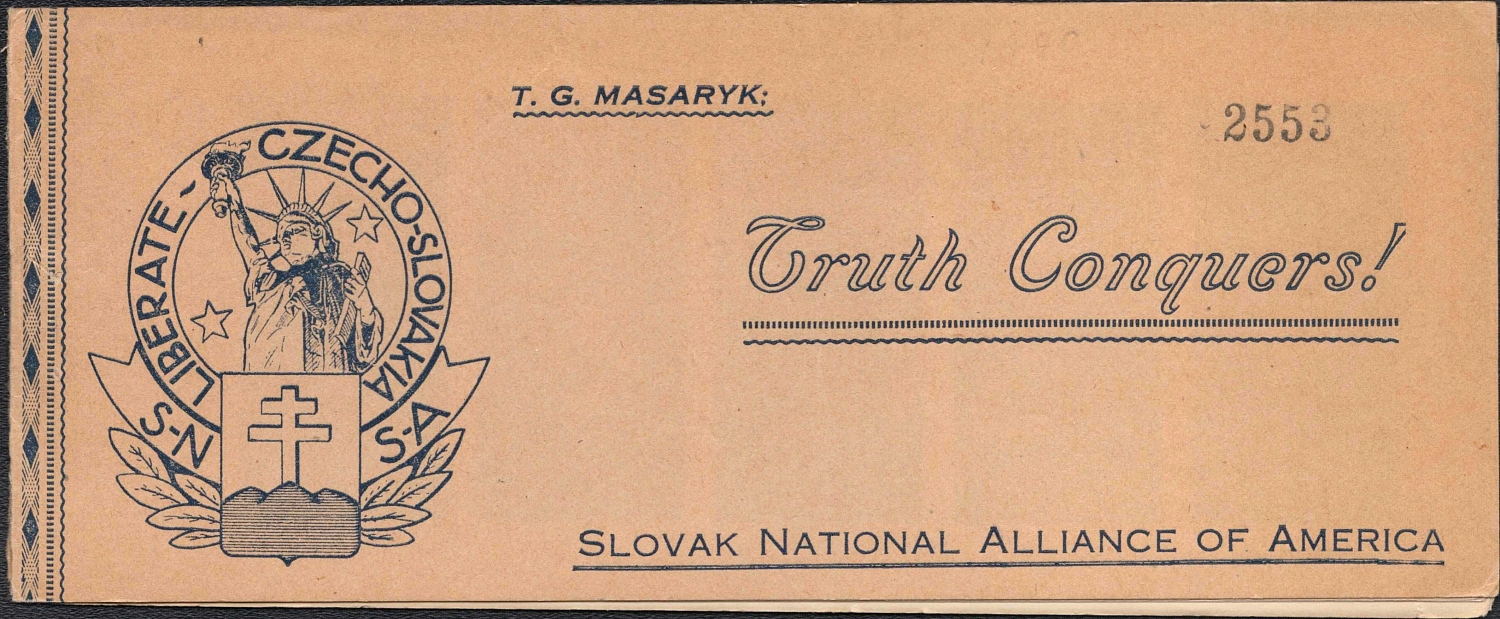 T. G. MASARYK:
2553
LIBERATE ~ CZECHO-SLOVAKIA
N-S A-S
Truth Conquers!
SLOVAK NATIONAL ALLIANCE OF AMERICA